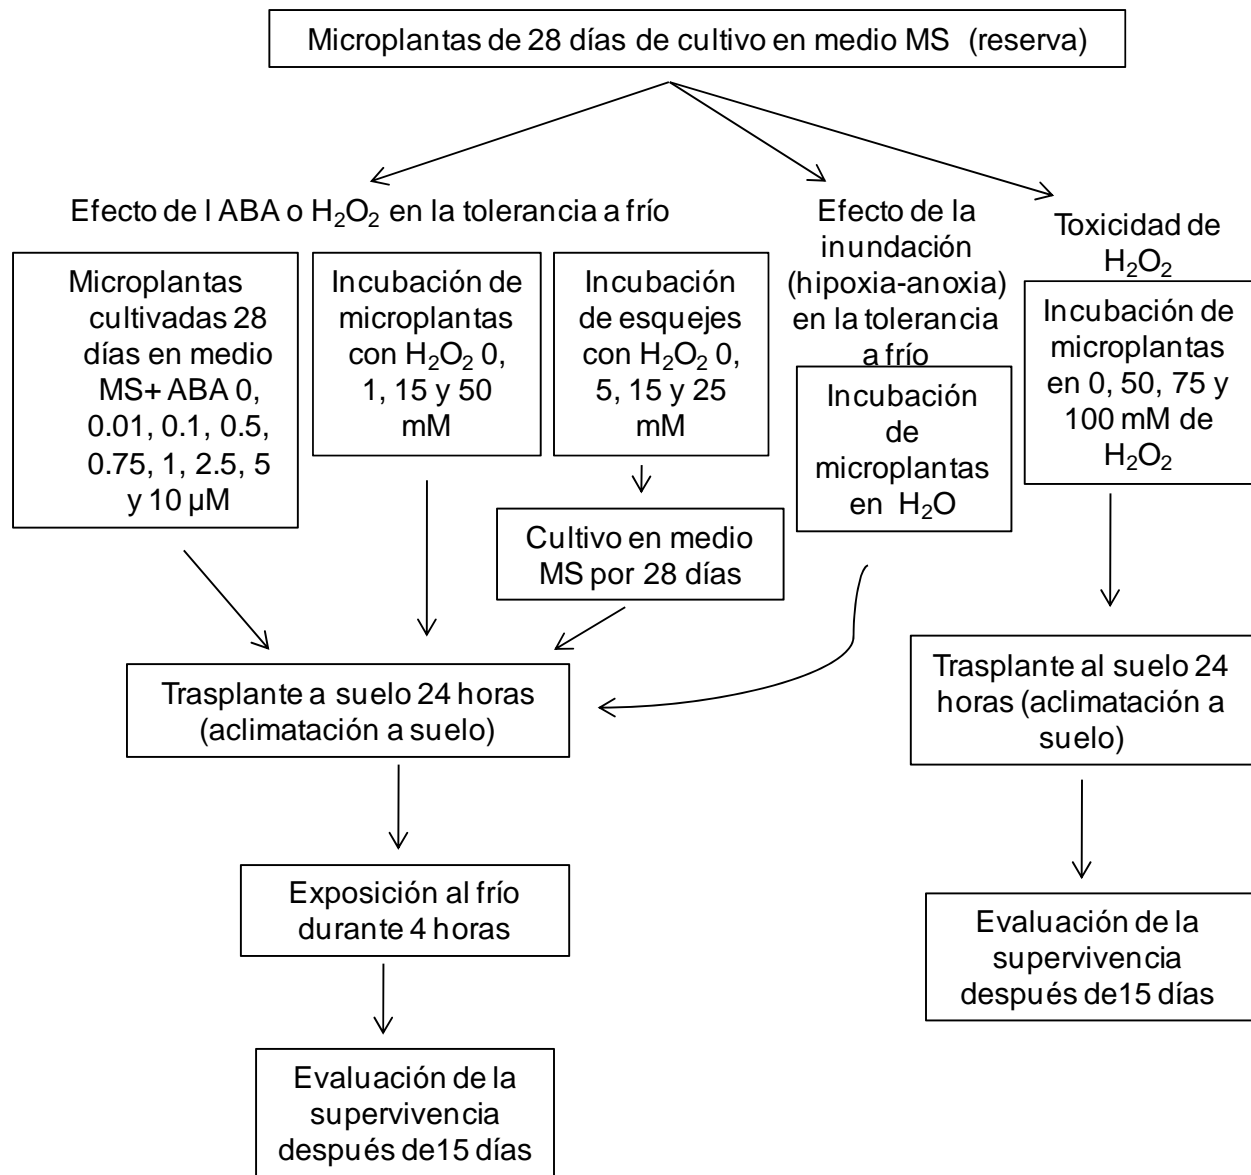 Microplantas de 28 días de cultivo en medio MS (reserva)
Efecto de l ABA o H₂O₂ en la tolerancia a frío
Microplantas
cultivadas 28
días en medio
MS+ ABA 0,
0.01, 0.1, 0.5,
0.75, 1, 2.5, 5
y 10 µM
Incubación de
microplantas
con H₂O₂ 0,
1, 15 y 50
mM
Incubación
de esquejes
con H₂O₂ 0,
5, 15 y 25
mM
Cultivo en medio
MS por 28 días
Efecto de la
inundación
(hipoxia-anoxia)
en la tolerancia
a frío
Incubación
de
microplantas
en H₂O
Toxicidad de
H₂O₂
Incubación de
microplantas
en 0, 50, 75 y
100 mM de
H₂O₂
Trasplante a suelo 24 horas
(aclimatación a suelo)
Trasplante al suelo 24
horas (aclimatación a
suelo)
Exposición al frío
durante 4 horas
Evaluación de la
supervivencia
después de15 días
Evaluación de la
supervivencia
después de15 días